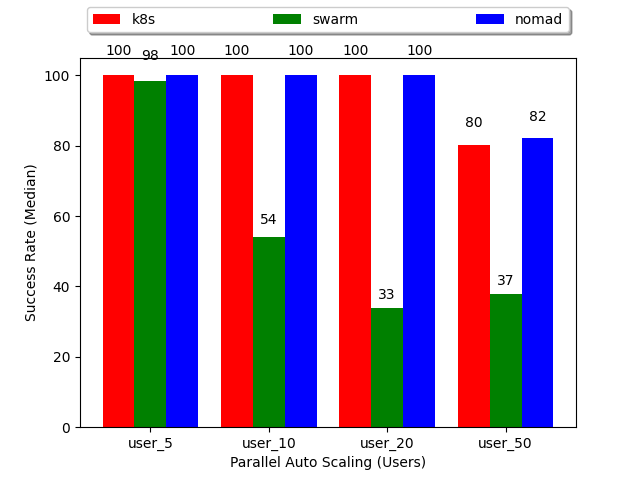 k8s swarm nomad
100 98 100 100 100 100 100
80 82
54
33 37
100
80
60
40
20
0
Success Rate (Median)
user_5 user_10 user_20 user_50
Parallel Auto Scaling (Users)